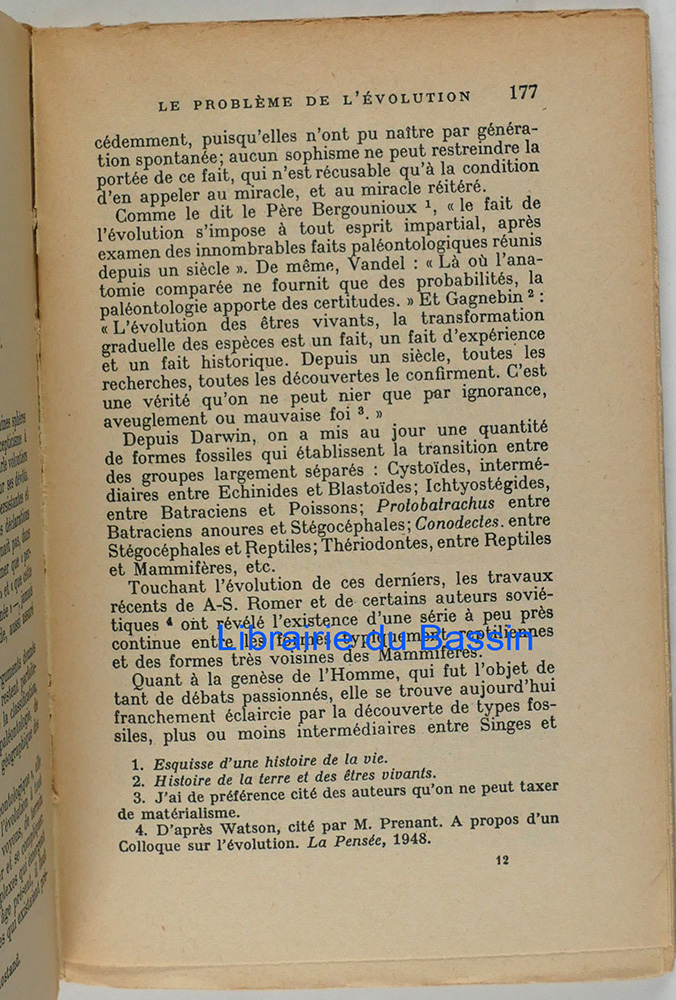 LE PROBLÈME DE L'ÉVOLUTION 177
cédemment, puisqu'elles n'ont pu naître par généra-
tion spontanée; aucun sophisme ne peut restreindre la
portée de ce fait, qui n'est récusable qu'à la condition
d'en appeler au miracle, et au miracle réitéré.
Comme le dit le Père Bergounioux ¹, « le fait de
l'évolution s'impose à tout esprit impartial, après
examen des innombrables faits paléontologiques réunis
depuis un siècle ». De même, Vandel : « Là où l'ana-
tomie comparée ne fournit que des probabilités, la
paléontologie apporte des certitudes. » Et Gagnebin ² :
« L'évolution des êtres vivants, la transformation
graduelle des espèces est un fait, un fait d'expérience
et un fait historique. Depuis un siècle, toutes les
recherches, toutes les découvertes le confirment. C'est
une vérité qu'on ne peut nier que par ignorance,
aveuglement ou mauvaise foi ³. »
Depuis Darwin, on a mis au jour une quantité
de formes fossiles qui établissent la transition entre
des groupes largement séparés : Cystoïdes, intermé-
diaires entre Echinides et Blastoïdes; Ichtyostégides,
entre Batraciens et Poissons; Protobatrachus entre
Batraciens anoures et Stégocéphales; Conodectes. entre
Stégocéphales et Reptiles; Thériodontes, entre Reptiles
et Mammifères, etc.
Touchant l'évolution de ces derniers, les travaux
récents de A-S. Romer et de certains auteurs sovié-
tiques ⁴ ont révélé l'existence d'une série à peu près
continue entre les formes typiquement reptiliennes
Librairie du Bassin
et des formes très voisines des Mammifères.
Quant à la genèse de l'Homme, qui fut l'objet de
tant de débats passionnés, elle se trouve aujourd'hui
franchement éclaircie par la découverte de types fos-
siles, plus ou moins intermédiaires entre Singes et
1. Esquisse d'une histoire de la vie.
2. Histoire de la terre et des êtres vivants.
3. J'ai de préférence cité des auteurs qu'on ne peut taxer
de matérialisme.
4. D'après Watson, cité par M. Prenant. A propos d'un
Colloque sur l'évolution. La Pensée, 1948.
12